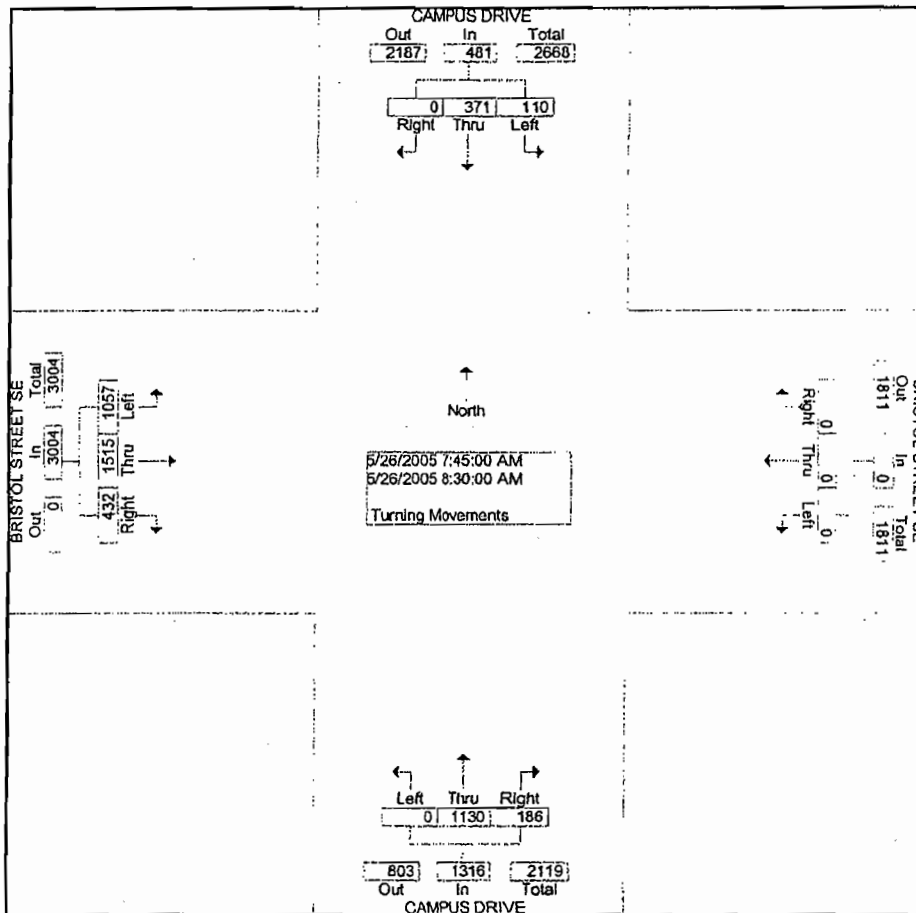 CAMPUS DRIVE
Out In Total
2187 481 2668
0 371 110
Right Thru Left
BRISTOL STREET SE
Total 3004
In 3004
Out 0
1057 Left
1515 Thru
432 Right
North
5/26/2005 7:45:00 AM
5/26/2005 8:30:00 AM
Turning Movements
Right 0
Thru 0
Left 0
Out 1811
In 0
Total 1811
Left Thru Right
0 1130 186
803 1316 2119
Out In Total
CAMPUS DRIVE